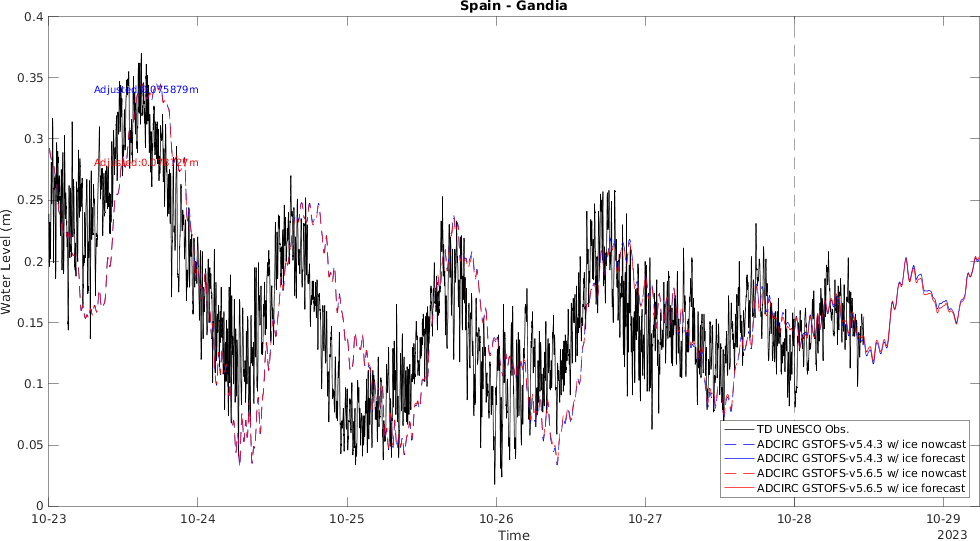 Spain - Gandia
0.4
0.35
0.3
0.25
0.2
0.15
0.1
0.05
0
Water Level (m)
Adjusted:0.075879m
10-23
10-24
10-25
10-26
10-27
10-28
10-29
Time
2023
TD UNESCO Obs.
ADCIRC GSTOFS-v5.4.3 w/ ice nowcast
ADCIRC GSTOFS-v5.4.3 w/ ice forecast
ADCIRC GSTOFS-v5.6.5 w/ ice nowcast
ADCIRC GSTOFS-v5.6.5 w/ ice forecast